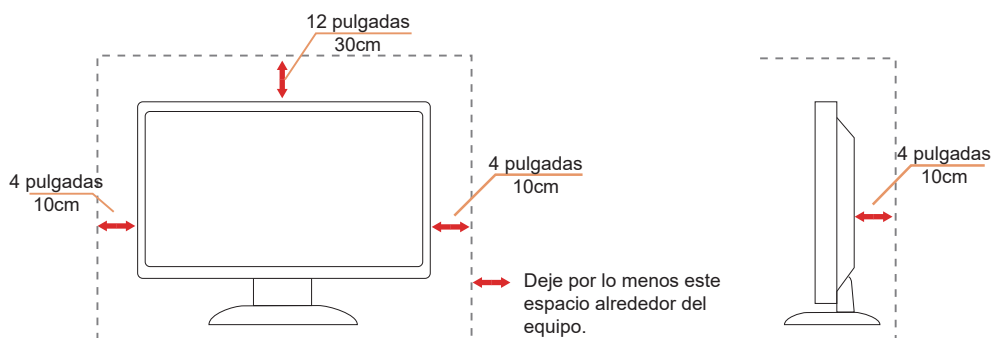 12 pulgadas
30cm
4 pulgadas
10cm
4 pulgadas
10cm
Deje por lo menos este
espacio alrededor del
equipo.
4 pulgadas
10cm